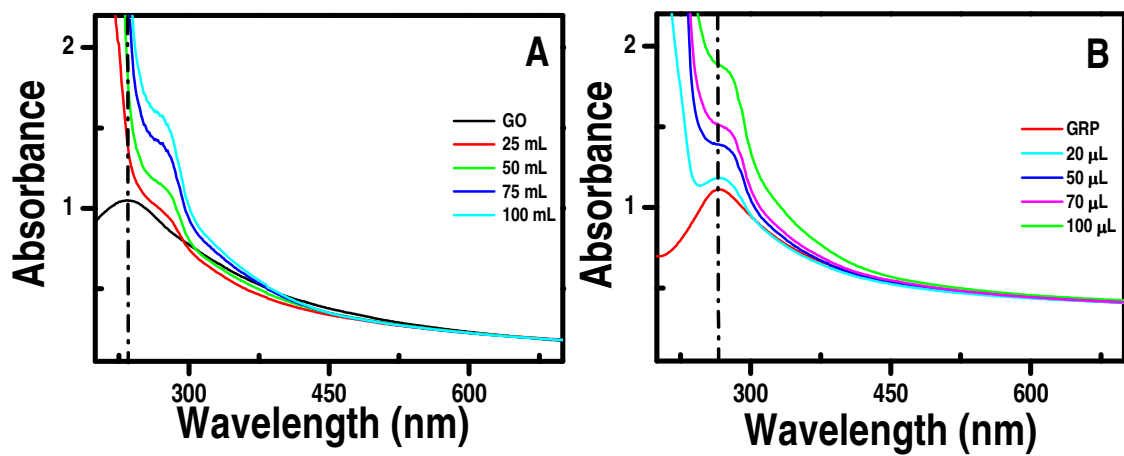 A
2
1
Absorbance
GO
25 mL
50 mL
75 mL
100 mL
300 450 600
Wavelength (nm)
B
2
1
Absorbance
GRP
20 μL
50 μL
70 μL
100 μL
300 450 600
Wavelength (nm)